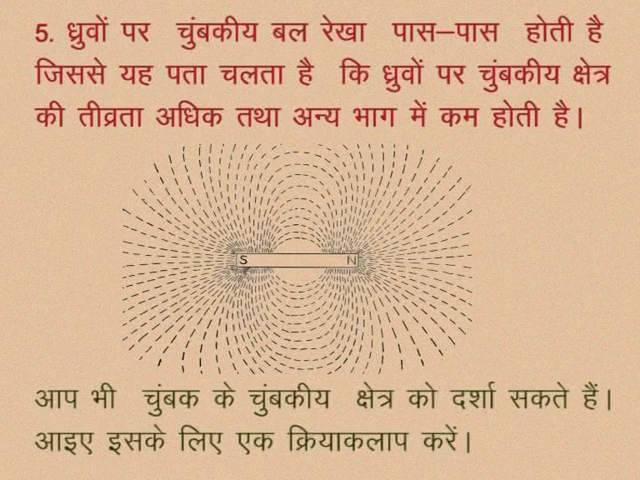 5. ध्रुवों पर चुंबकीय बल रेखा पास–पास होती है
जिससे यह पता चलता है कि ध्रुवों पर चुंबकीय क्षेत्र
की तीव्रता अधिक तथा अन्य भाग में कम होती है।
S N
आप भी चुंबक के चुंबकीय क्षेत्र को दर्शा सकते हैं।
आइए इसके लिए एक क्रियाकलाप करें।